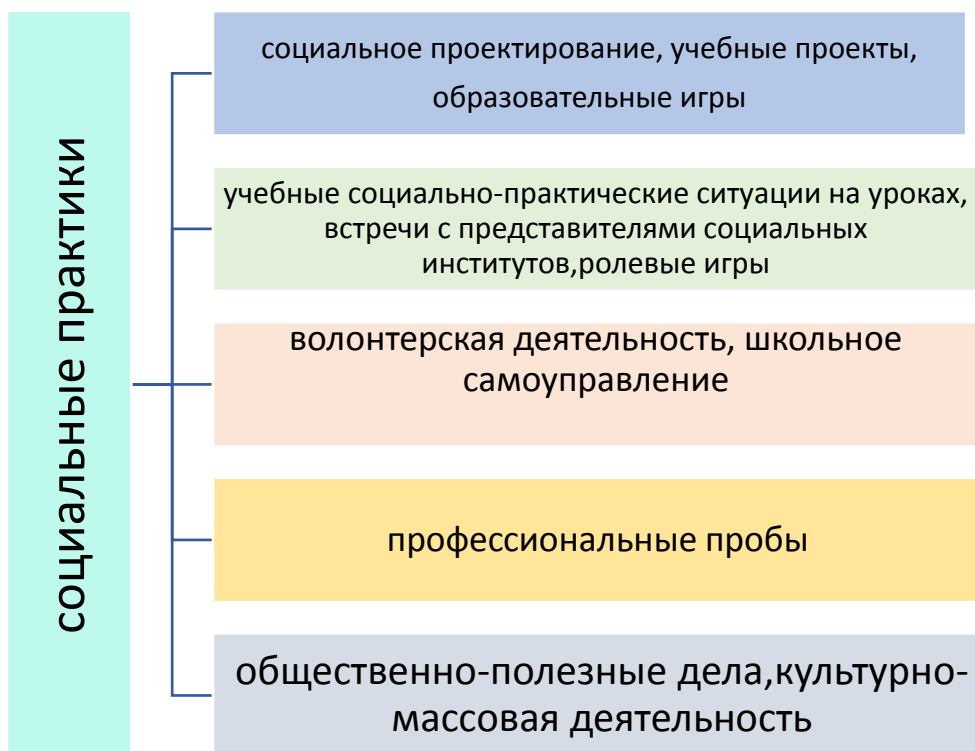 социальные практики
социальное проектирование, учебные проекты,
образовательные игры
учебные социально-практические ситуации на уроках,
встречи с представителями социальных
институтов,ролевые игры
волонтерская деятельность, школьное
самоуправление
профессиональные пробы
общественно-полезные дела,культурно-
массовая деятельность